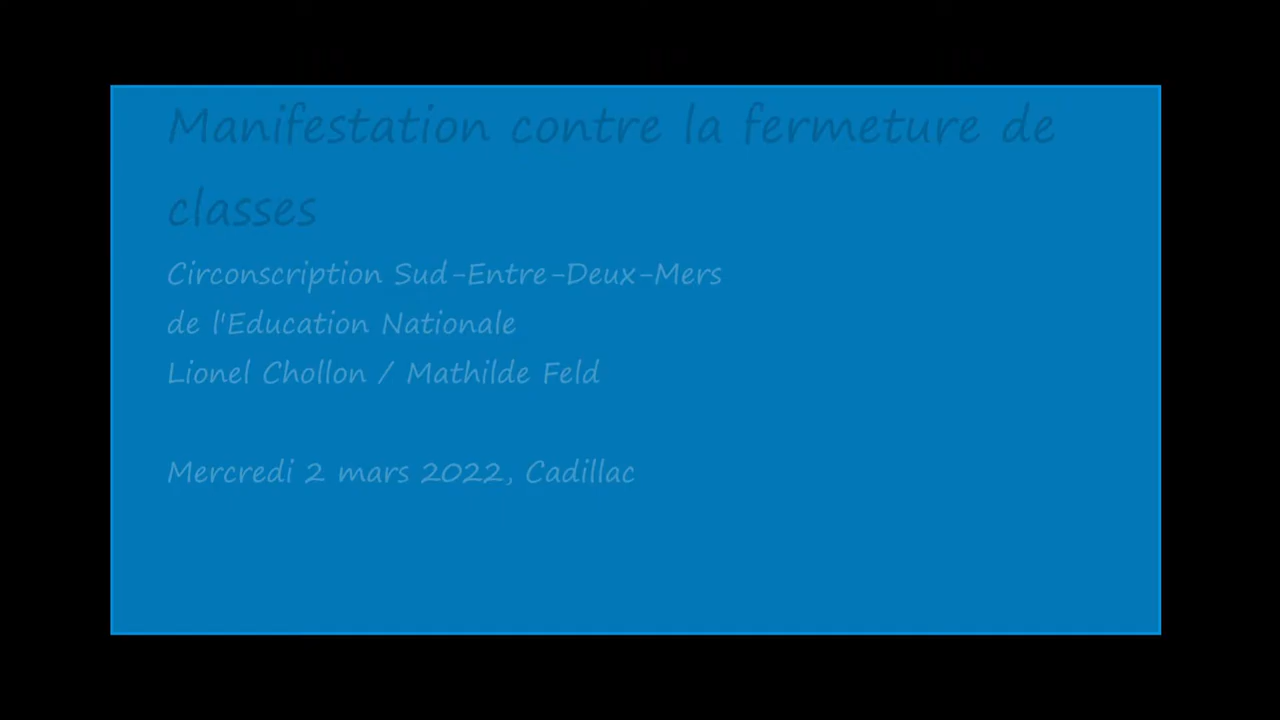 Manifestation contre la fermeture de
classes
Circonscription Sud-Entre-Deux-Mers
de l'Education Nationale
Lionel Chollon / Mathilde Feld
Mercredi 2 mars 2022, Cadillac